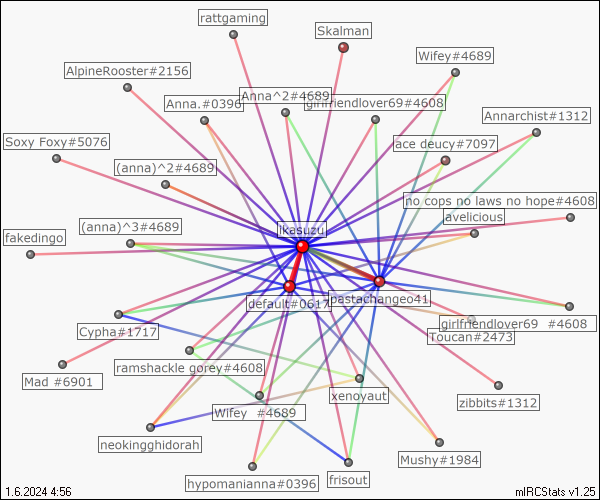 rattgaming
Skalman
Wifey#4689
AlpineRooster#2156
Anna^2#4689
Anna.#0396
girlfriendlover69#4608
Annarchist#1312
Soxy Foxy#5076
ace deucy#7097
(anna)^2#4689
no cops no laws no hope#4608
avelicious
(anna)^3#4689
ikasuzu
fakedingo
default#0617
pastachangeo41
girlfriendlover69 #4608
Cypha#1717
Toucan#2473
ramshackle gorey#4608
Mad #6901
xenoyaut
zibbits#1312
Wifey #4689
neokingghidorah
Mushy#1984
hypomanianna#0396
frisout
1.6.2024 4:56
mIRCStats v1.25